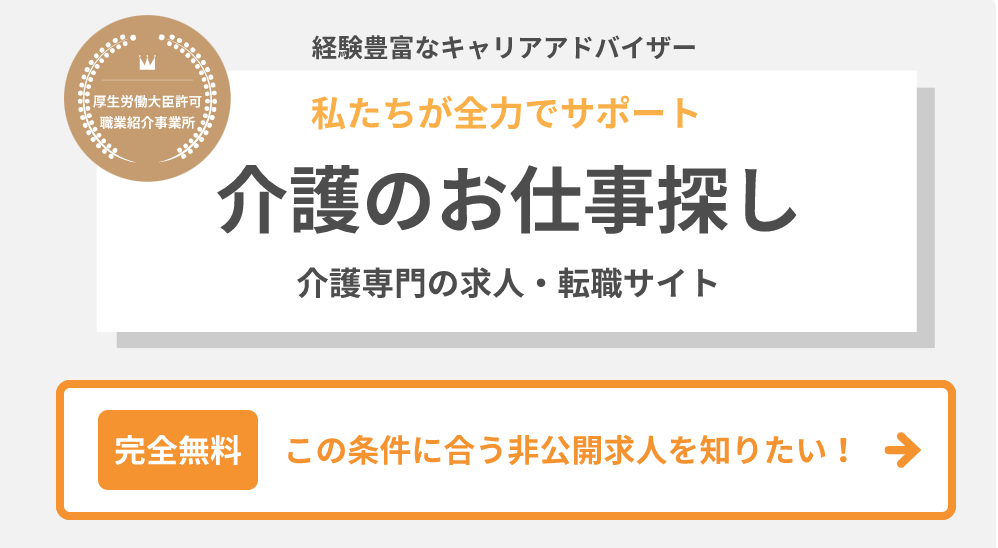 経験豊富なキャリアアドバイザー
厚生労働大臣許可
職業紹介事業所
私たちが全力でサポート
介護のお仕事探し
介護専門の求人・転職サイト
完全無料
この条件に合う非公開求人を知りたい！